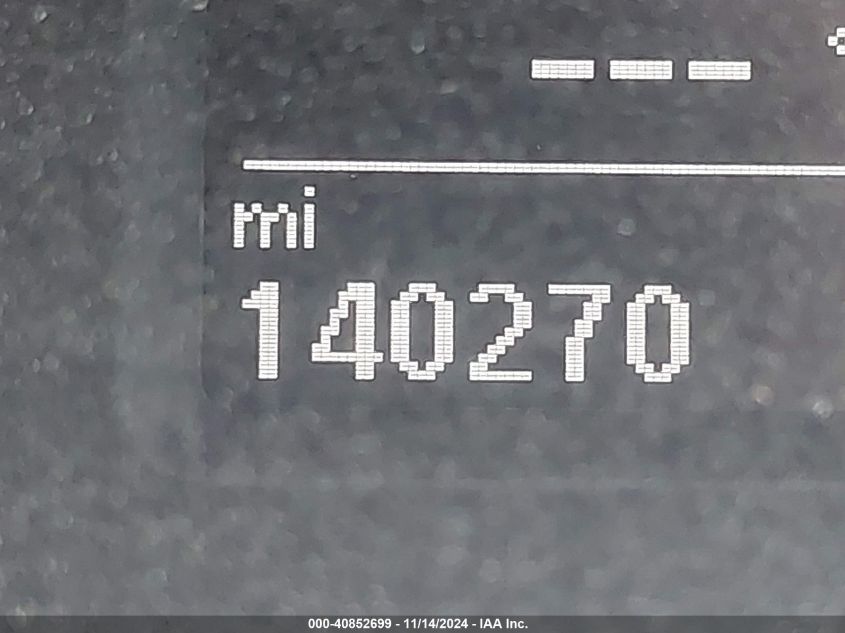 ---
mi
140270
000-40852699 - 11/14/2024 - IAA Inc.